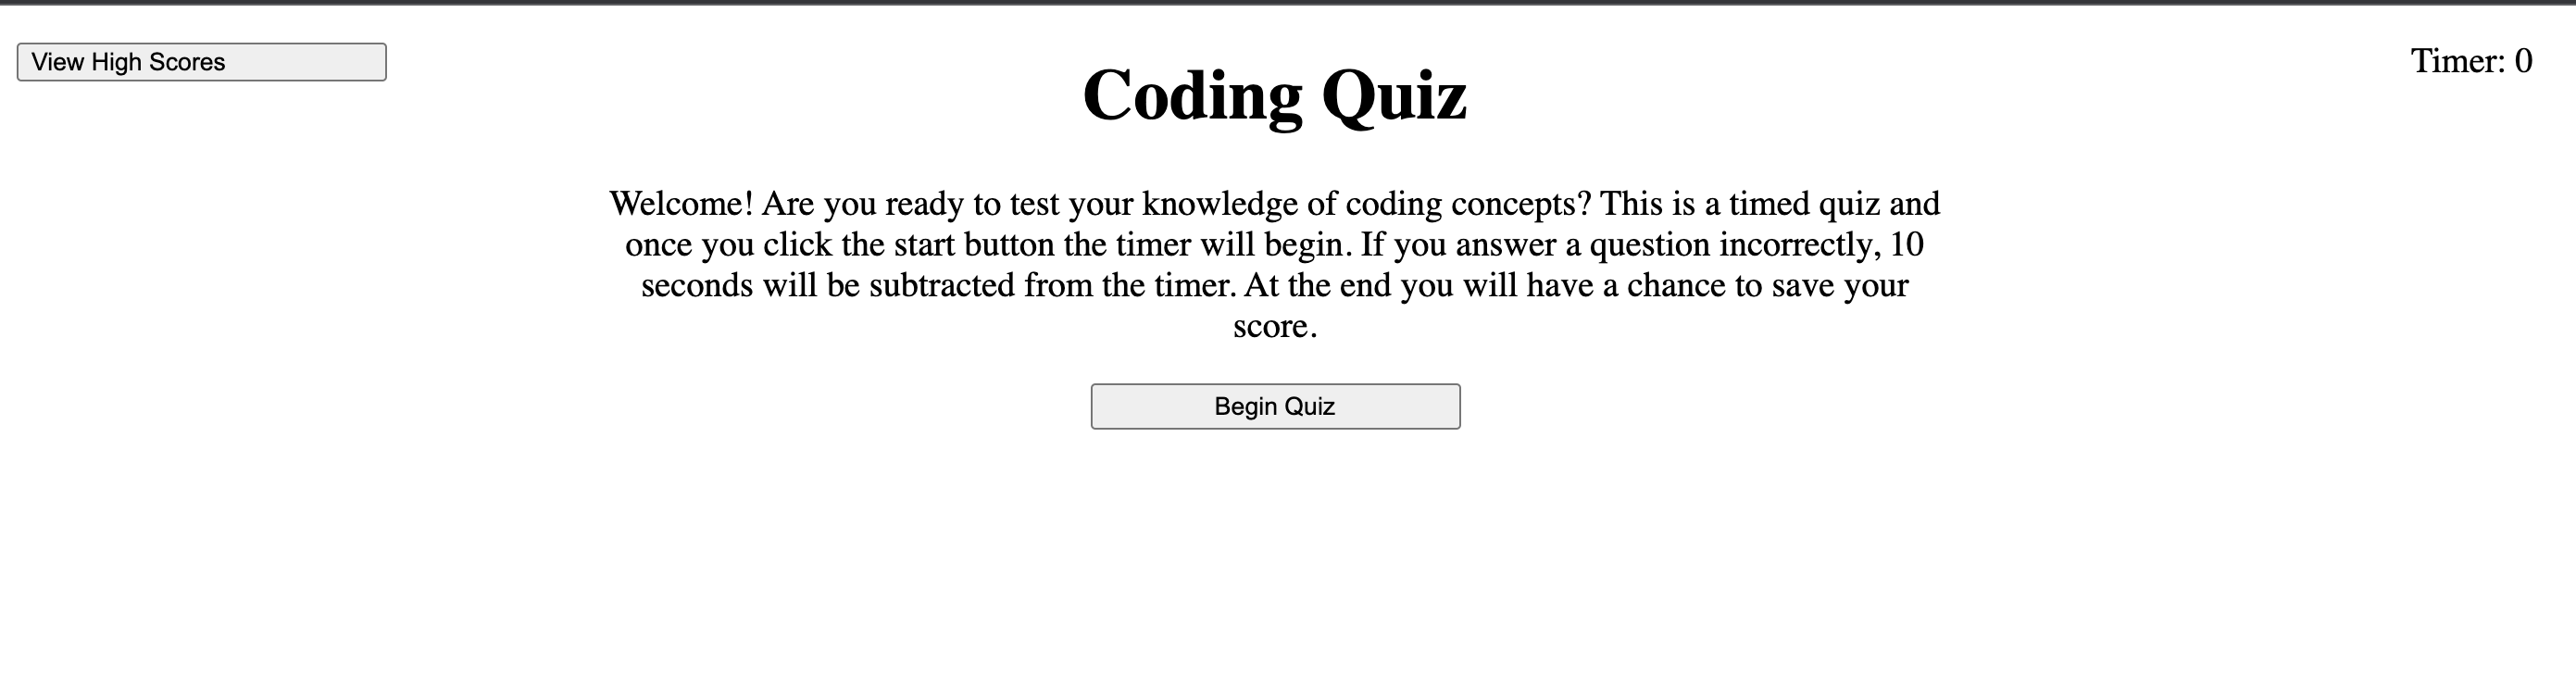 View High Scores
Timer: 0
Coding Quiz
Welcome! Are you ready to test your knowledge of coding concepts? This is a timed quiz and
once you click the start button the timer will begin. If you answer a question incorrectly, 10
seconds will be subtracted from the timer. At the end you will have a chance to save your
score.
Begin Quiz